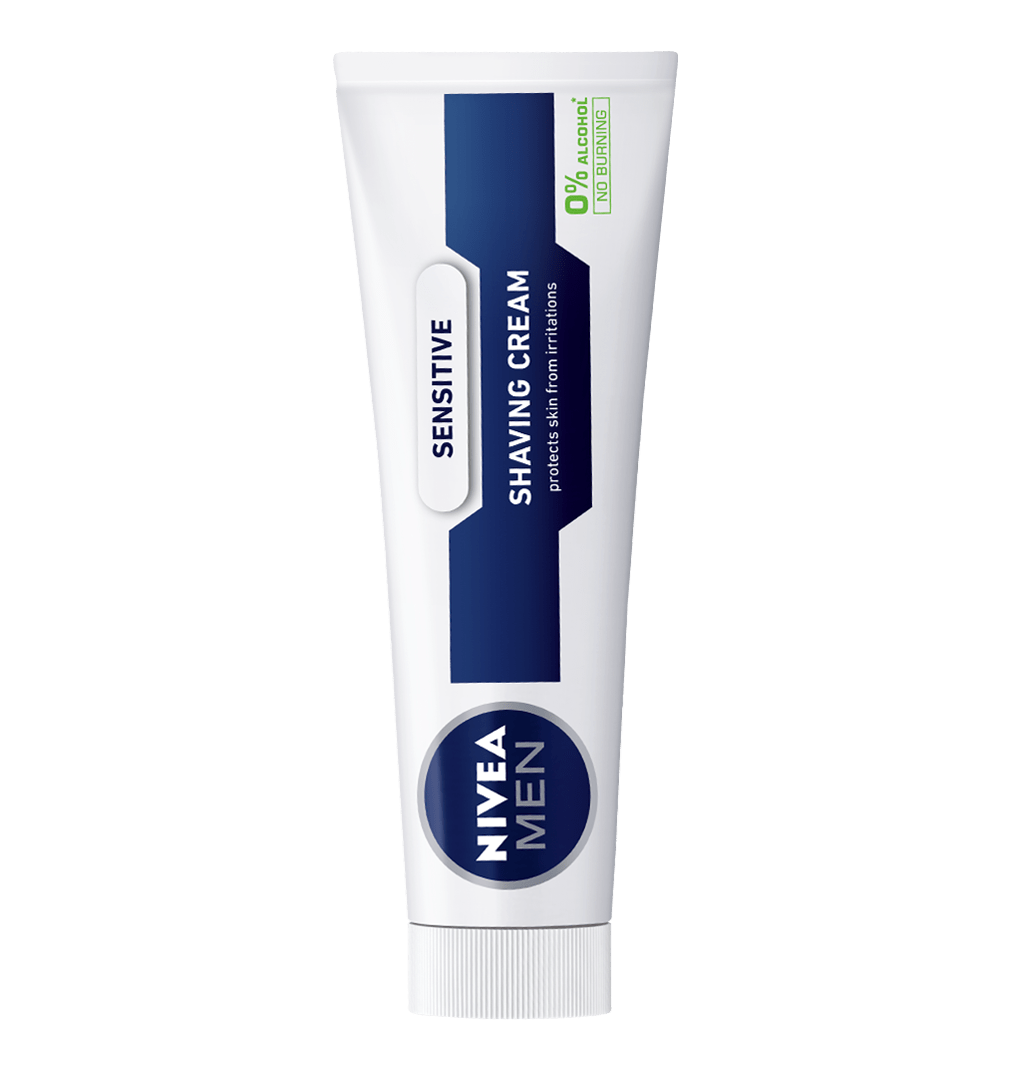 NIVEA
MEN
SENSITIVE
SHAVING CREAM
protects skin from irritations
0% ALCOHOL*
NO BURNING